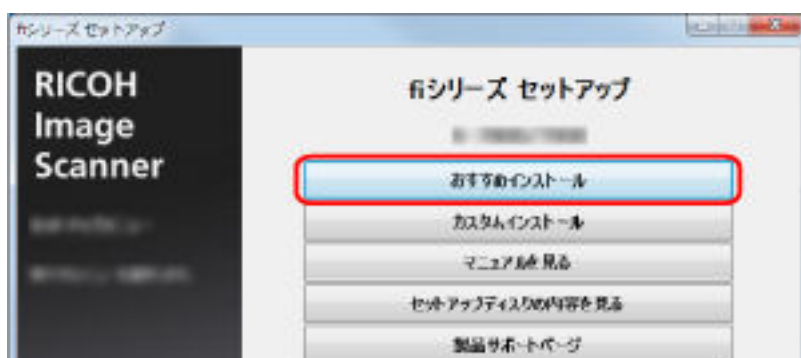 fiシリーズ セットアップ
RICOH
Image
Scanner
fiシリーズ セットアップ
おすすめインストール
カスタムインストール
マニュアルを見る
セットアップディスクの内容を見る
製品サポートページ